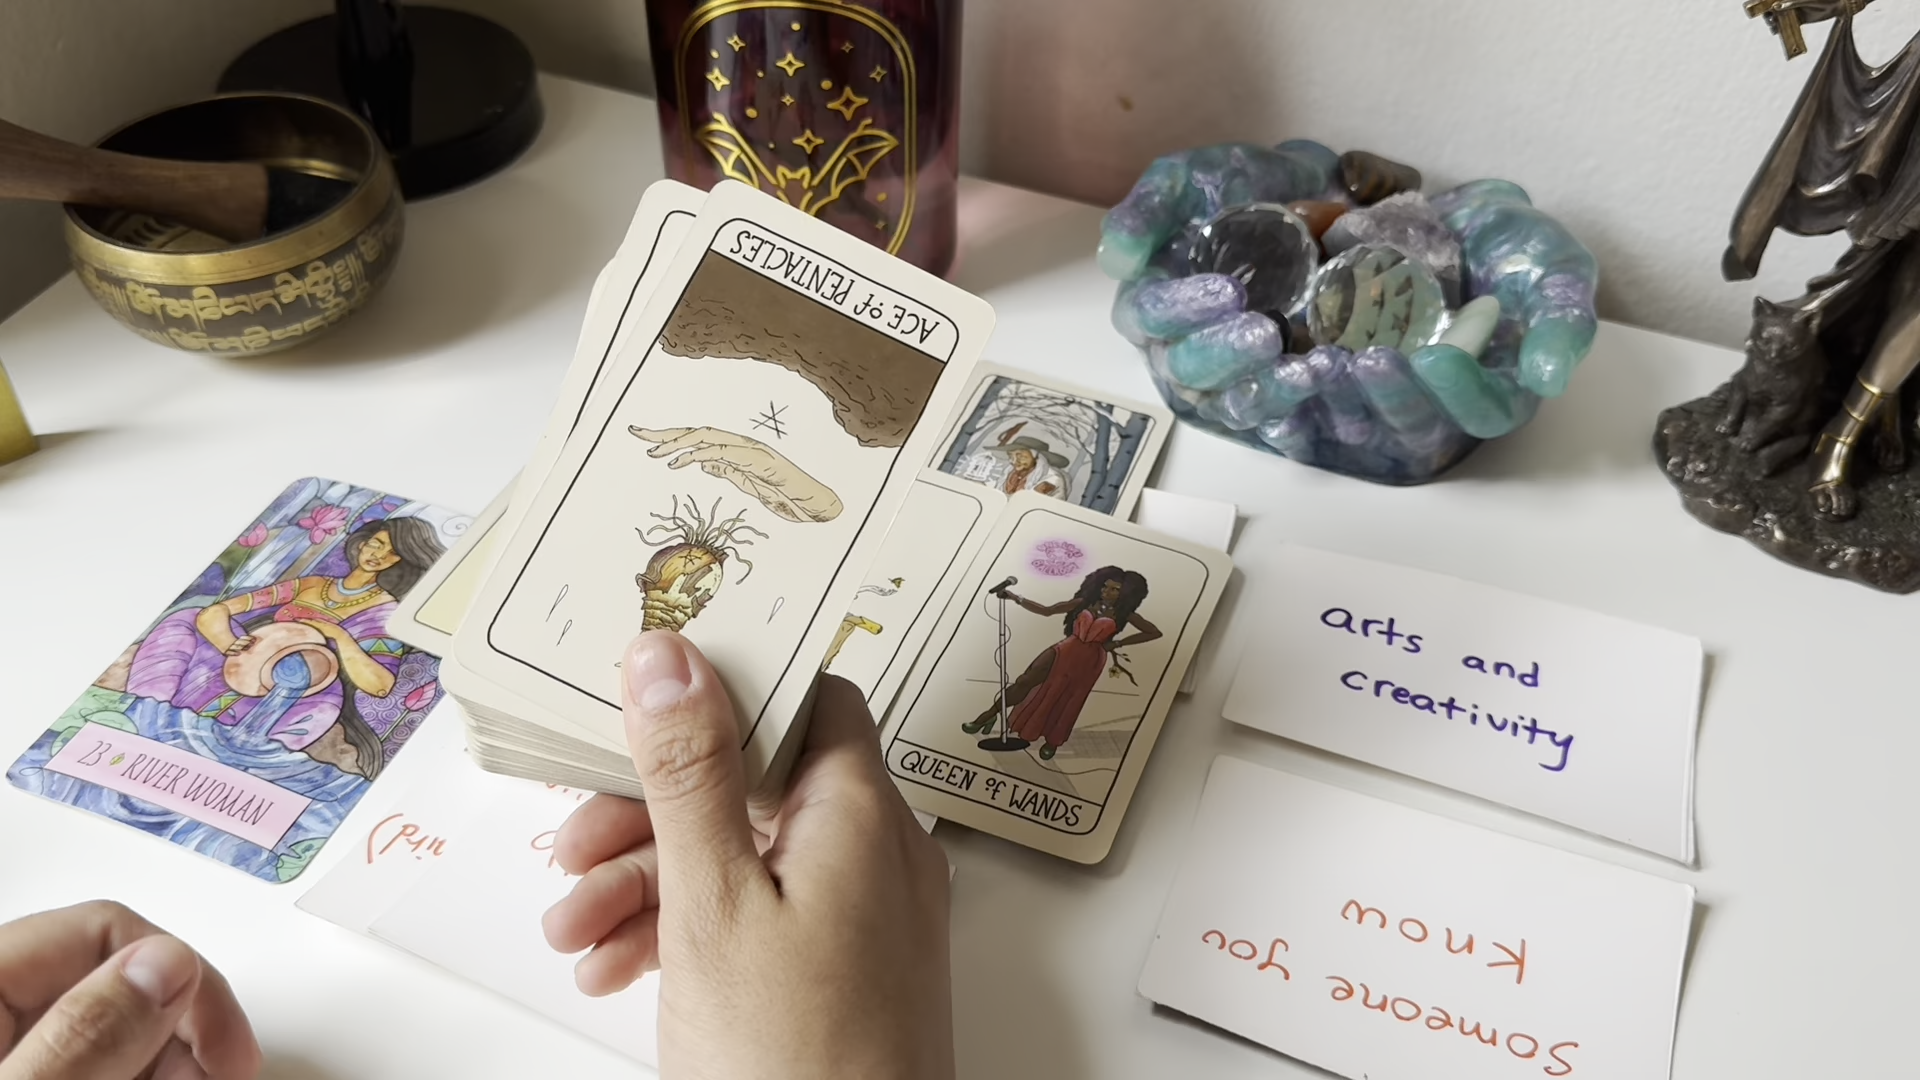 ACE of PENTACLES
23 RIVER WOMAN
QUEEN of WANDS
arts and
creativity
Someone you
know